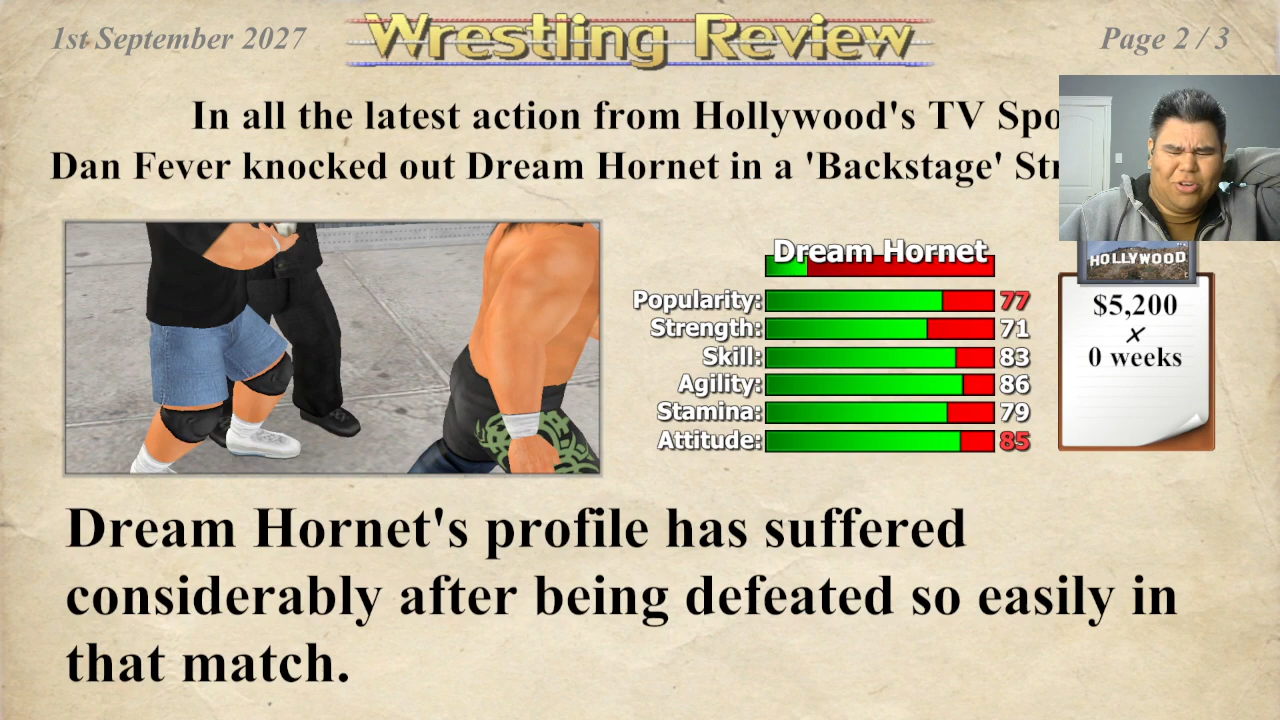 1st September 2027
Wrestling Review
Page 2 / 3
In all the latest action from Hollywood's TV
Dan Fever knocked out Dream Hornet in a 'Backstage'
Dream Hornet
HOLLYWOOD
Popularity: 77
Strength: 71
Skill: 83
Agility: 86
Stamina: 79
Attitude: 85
$5,200
×
0 weeks
Dream Hornet's profile has suffered
considerably after being defeated so easily in
that match.